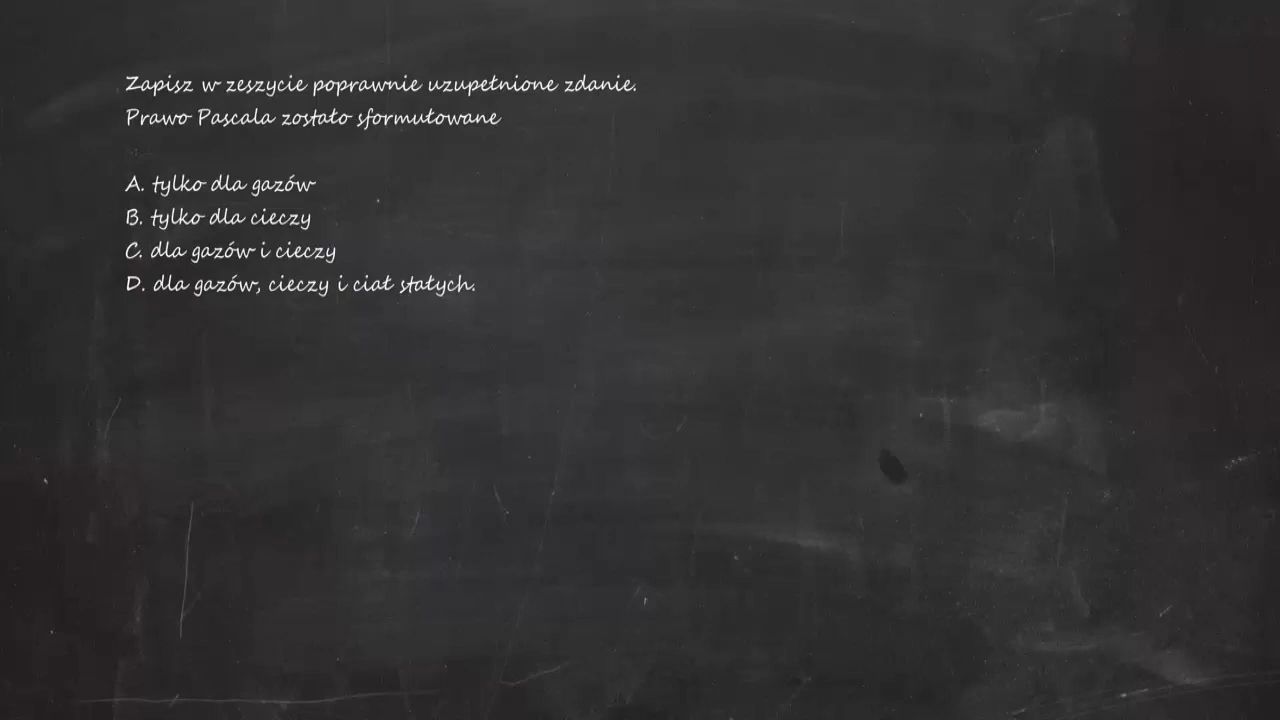 Zapisz w zeszycie poprawnie uzupełnione zdanie.
Prawo Pascala zostało sformułowane
A. tylko dla gazów
B. tylko dla cieczy
C. dla gazów i cieczy
D. dla gazów, cieczy i ciał stałych.